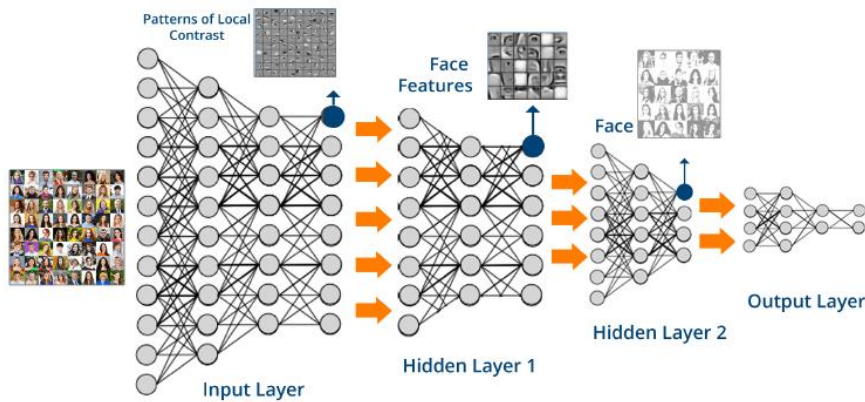 Patterns of Local
Contrast
Face
Features
Face
Input Layer
Hidden Layer 1
Hidden Layer 2
Output Layer